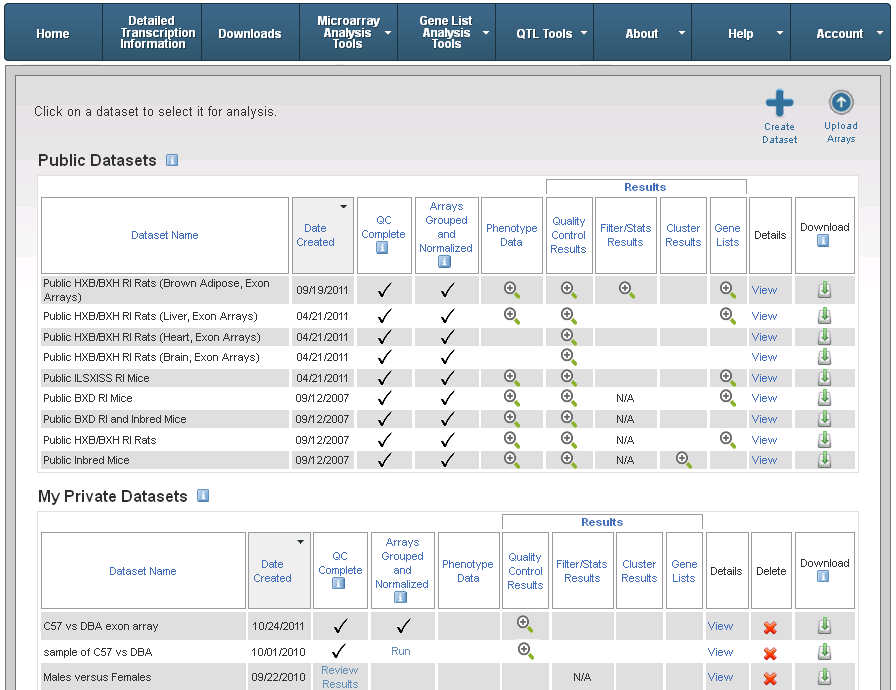 Home
Detailed
Transcription
Information
Downloads
Microarray
Analysis
Tools
Gene List
Analysis
Tools
QTL Tools
About
Help
Account
Click on a dataset to select it for analysis.
Create
Dataset
Upload
Arrays
Public Datasets
Results
Dataset Name
Date
Created
QC
Complete
Arrays
Grouped
and
Normalized
Phenotype
Data
Quality
Control
Results
Filter/Stats
Results
Cluster
Results
Gene
Lists
Details
Download
Public HXB/BXH RI Rats (Brown Adipose, Exon
Arrays)
09/19/2011
View
Public HXB/BXH RI Rats (Liver, Exon Arrays)
04/21/2011
View
Public HXB/BXH RI Rats (Heart, Exon Arrays)
04/21/2011
View
Public HXB/BXH RI Rats (Brain, Exon Arrays)
04/21/2011
View
Public ILSXISS RI Mice
04/21/2011
View
Public BXD RI Mice
09/12/2007
N/A
View
Public BXD RI and Inbred Mice
09/12/2007
N/A
View
Public HXB/BXH RI Rats
09/12/2007
N/A
View
Public Inbred Mice
09/12/2007
N/A
View
My Private Datasets
Results
Dataset Name
Date
Created
QC
Complete
Arrays
Grouped
and
Normalized
Phenotype
Data
Quality
Control
Results
Filter/Stats
Results
Cluster
Results
Gene
Lists
Details
Delete
Download
C57 vs DBA exon array
10/24/2011
View
sample of C57 vs DBA
10/01/2010
Run
View
Males versus Females
09/22/2010
Review
Results
N/A
View